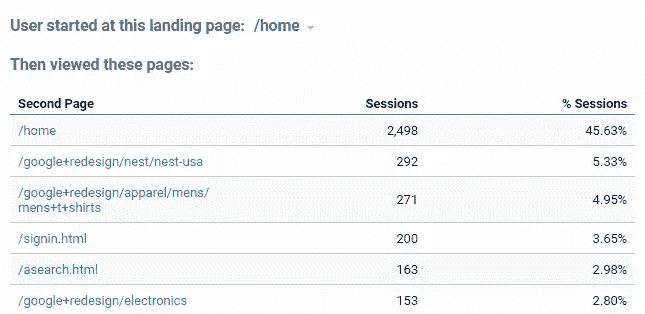 User started at this landing page: /home
Then viewed these pages:
Second Page Sessions % Sessions
/home 2,498 45.63%
/google+redesign/nest/nest-usa 292 5.33%
/google+redesign/apparel/mens/
mens+t+shirts 271 4.95%
/signin.html 200 3.65%
/asearch.html 163 2.98%
/google+redesign/electronics 153 2.80%